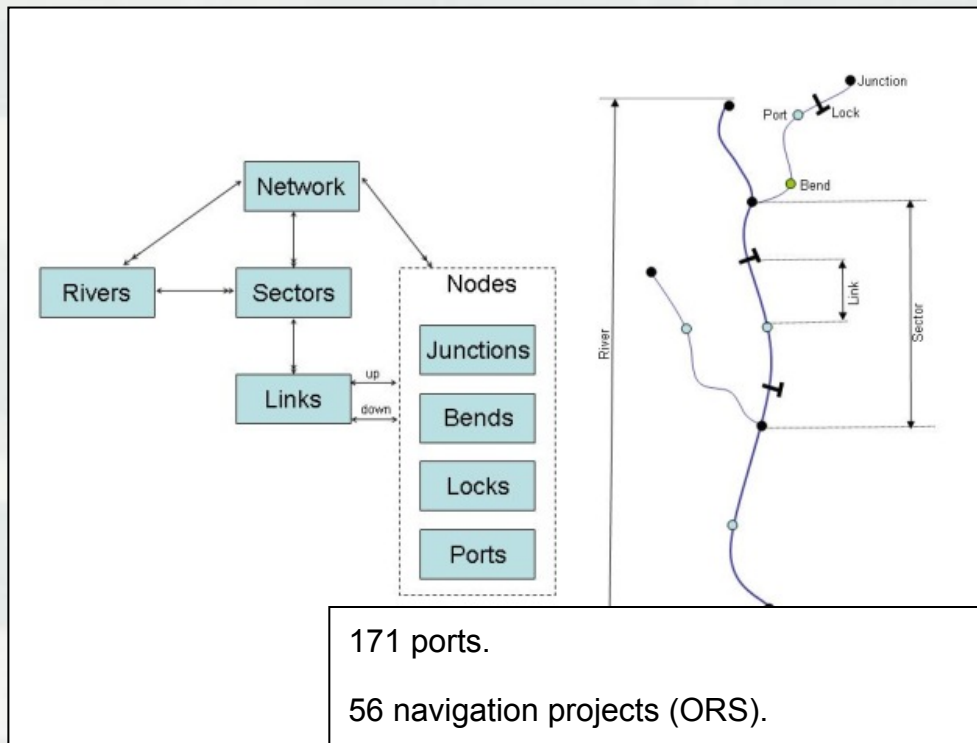 Network
Rivers
Sectors
Links
up
down
Nodes
Junctions
Bends
Locks
Ports
Junction
Port
Lock
Bend
River
Link
Sector
171 ports.
56 navigation projects (ORS).